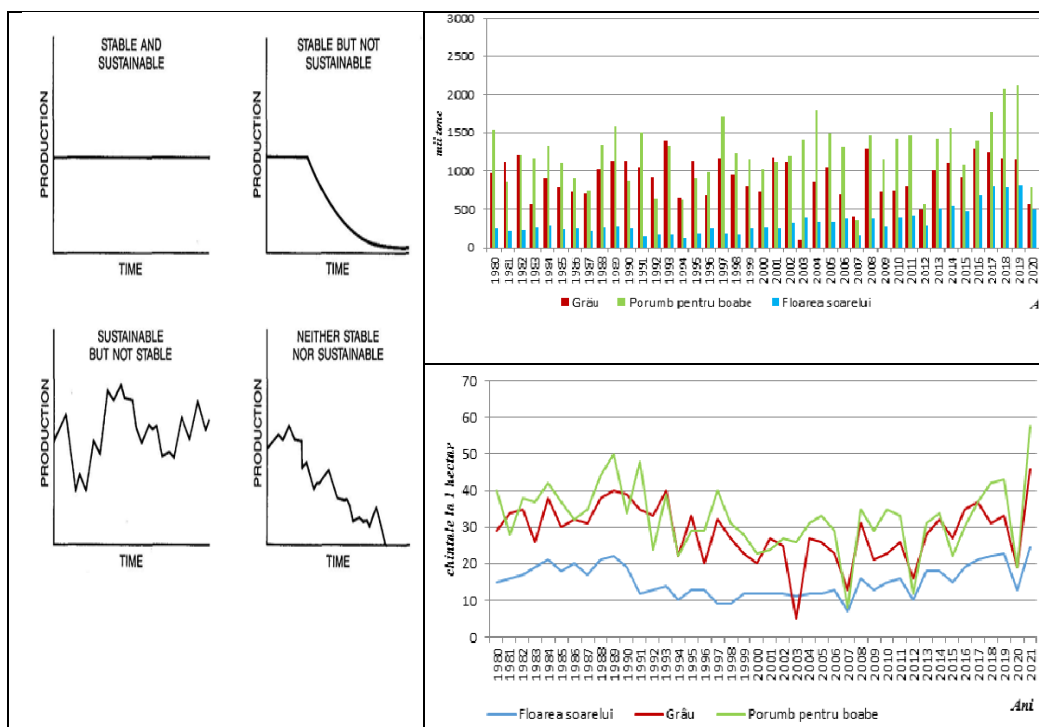 STABLE AND
SUSTAINABLE
PRODUCTION
TIME
STABLE BUT NOT
SUSTAINABLE
PRODUCTION
TIME
SUSTAINABLE
BUT NOT STABLE
PRODUCTION
TIME
NEITHER STABLE
NOR SUSTAINABLE
PRODUCTION
TIME
3000
2500
2000
1500
1000
500
0
mii tone
1980 1981 1982 1983 1984 1985 1986 1987 1988 1989 1990 1991 1992 1993 1994 1995 1996 1997 1998 1999 2000 2001 2002 2003 2004 2005 2006 2007 2008 2009 2010 2011 2012 2013 2014 2015 2016 2017 2018 2019 2020
Grâu Porumb pentru boabe Floarea soarelui
A
70
60
50
40
30
20
10
0
chintale la 1 hectar
1980 1981 1982 1983 1984 1985 1986 1987 1988 1989 1990 1991 1992 1993 1994 1995 1996 1997 1998 1999 2000 2001 2002 2003 2004 2005 2006 2007 2008 2009 2010 2011 2012 2013 2014 2015 2016 2017 2018 2019 2020 2021
Ani
Floarea soarelui Grâu Porumb pentru boabe